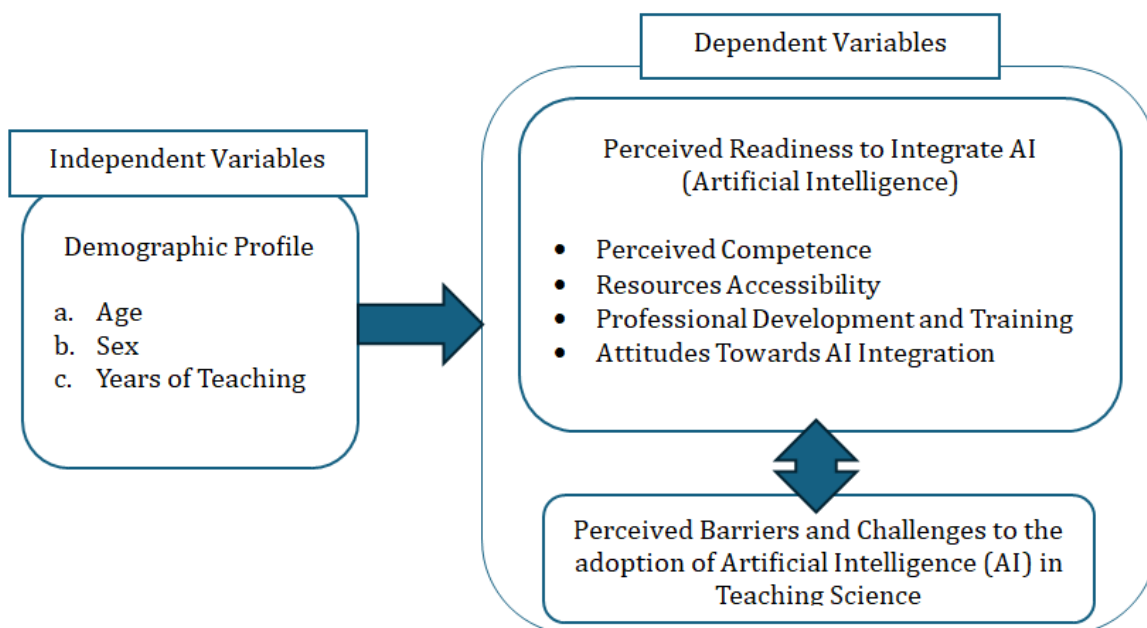 Independent Variables
Demographic Profile
a. Age
b. Sex
c. Years of Teaching
Dependent Variables
Perceived Readiness to Integrate AI
(Artificial Intelligence)
• Perceived Competence
• Resources Accessibility
• Professional Development and Training
• Attitudes Towards AI Integration
Perceived Barriers and Challenges to the
adoption of Artificial Intelligence (AI) in
Teaching Science